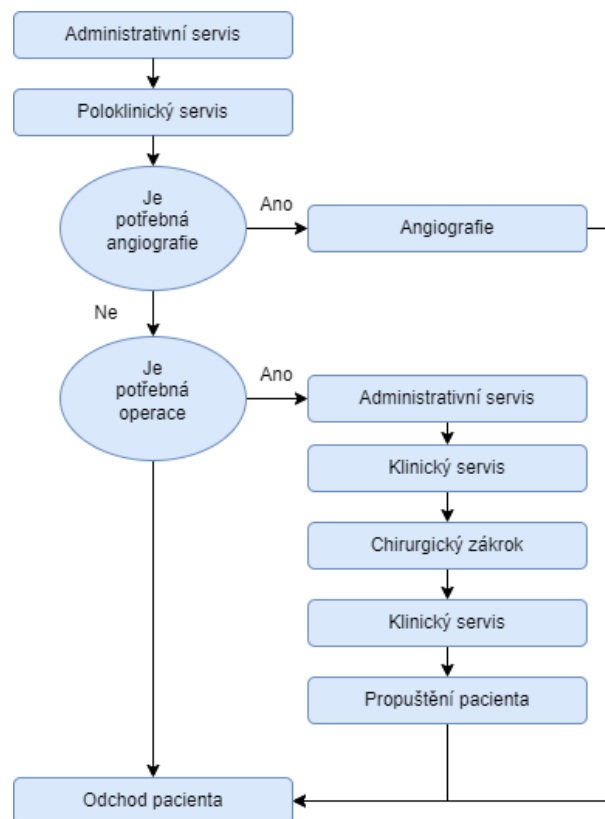 Administrativní servis
Poloklinický servis
Je
potřebná
angiografie
Ano
Angiografie
Ne
Je
potřebná
operace
Ano
Administrativní servis
Klinický servis
Chirurgický zákrok
Klinický servis
Propuštění pacienta
Odchod pacienta